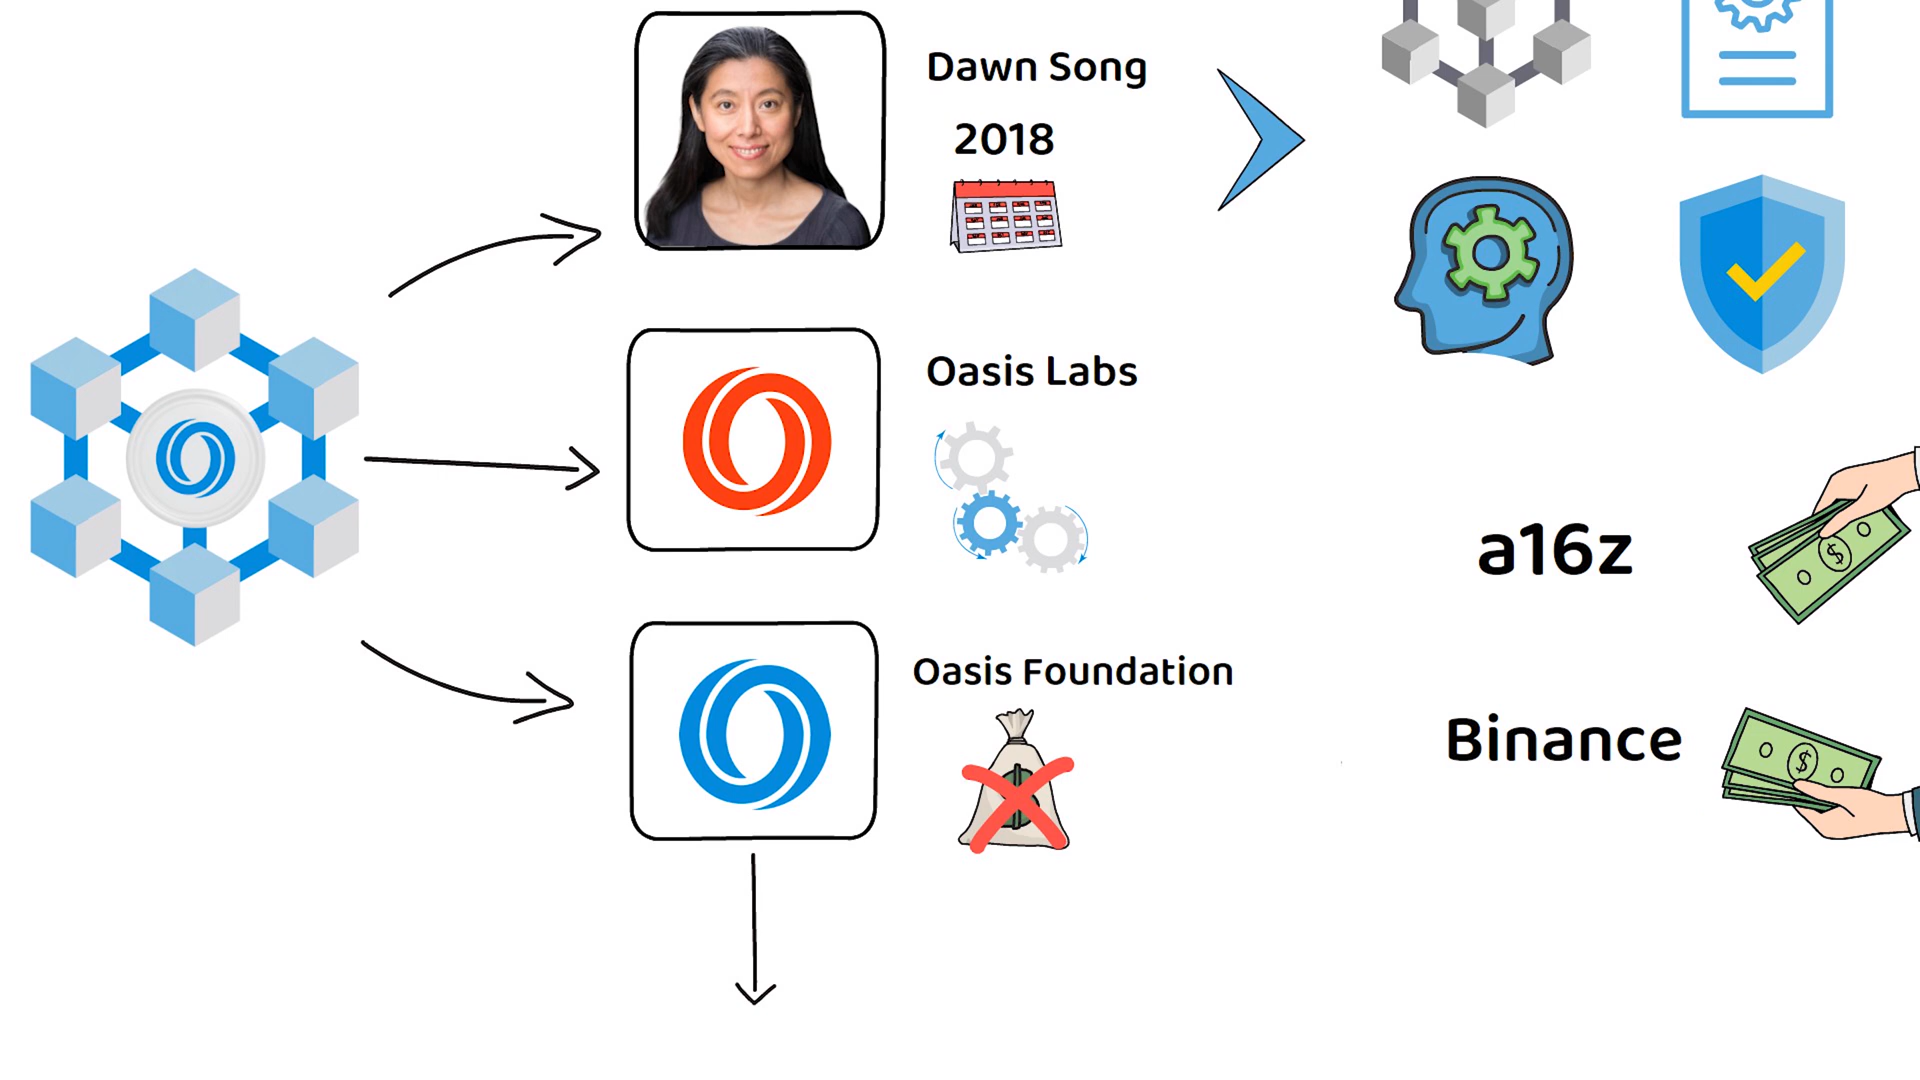 Dawn Song
2018
Oasis Labs
Oasis Foundation
a16z
Binance